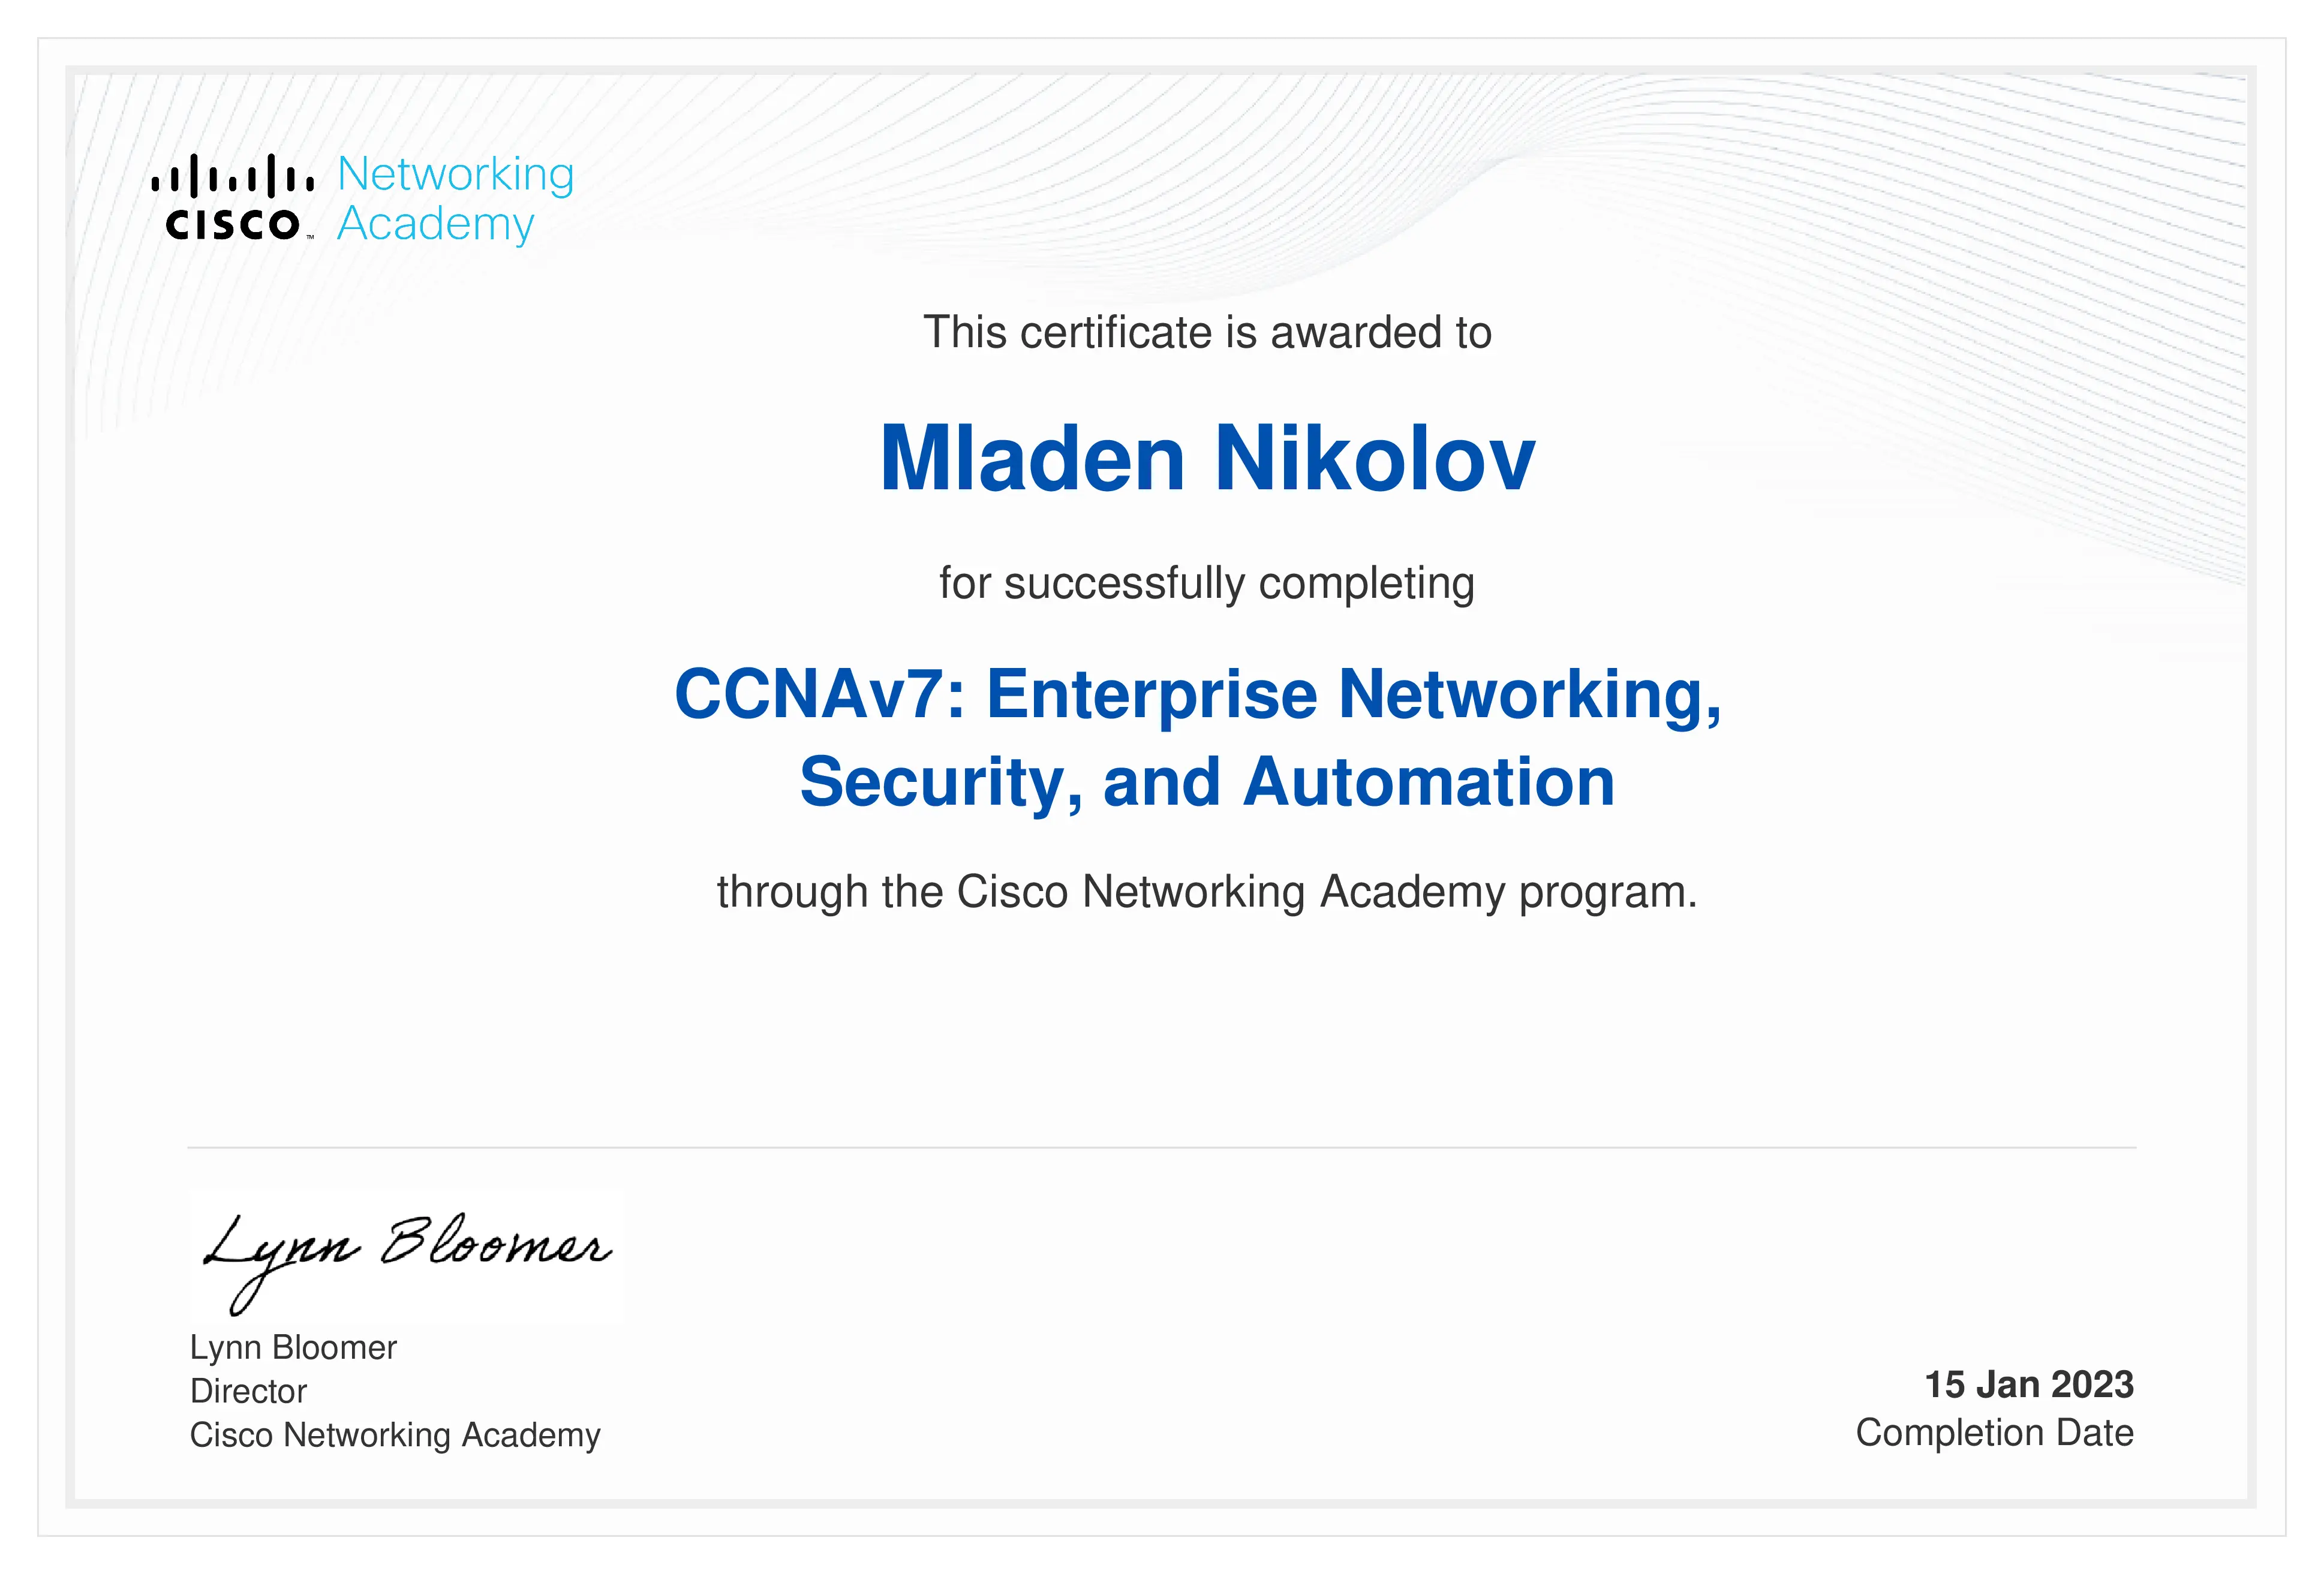 cisco™ Networking
Academy
This certificate is awarded to
Mladen Nikolov
for successfully completing
CCNAv7: Enterprise Networking,
Security, and Automation
through the Cisco Networking Academy program.
Lynn Bloomer
Lynn Bloomer
Director
Cisco Networking Academy
15 Jan 2023
Completion Date